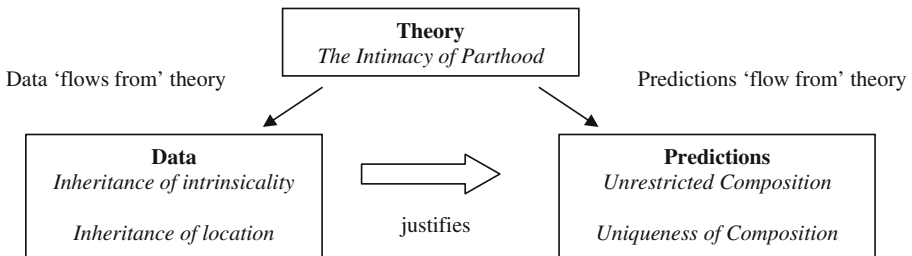 Theory
The Intimacy of Parthood
Data ‘flows from’ theory
Predictions ‘flow from’ theory
Data
Inheritance of intrinsicality
Inheritance of location
justifies
Predictions
Unrestricted Composition
Uniqueness of Composition